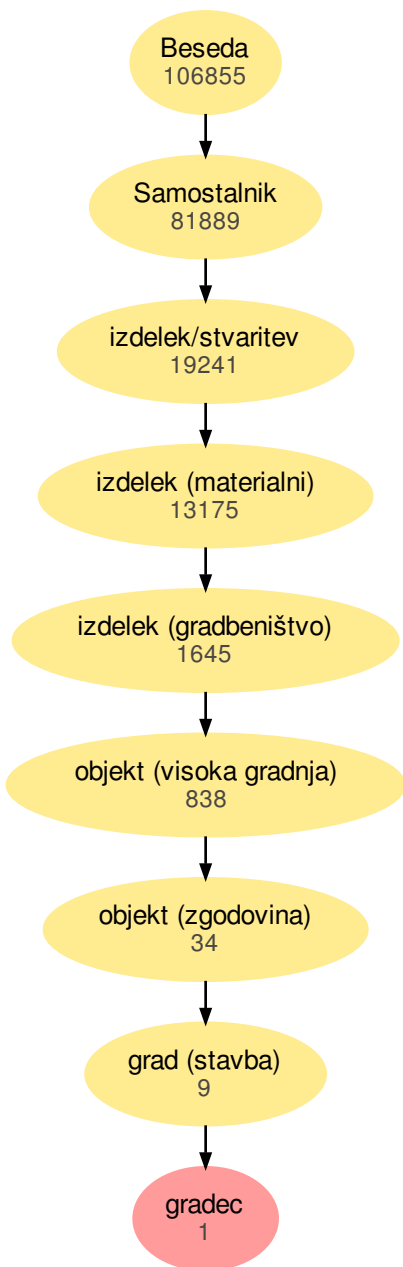 Beseda
106855
Samostalnik
81889
izdelek/stvaritev
19241
izdelek (materialni)
13175
izdelek (gradbeništvo)
1645
objekt (visoka gradnja)
838
objekt (zgodovina)
34
grad (stavba)
9
gradec
1